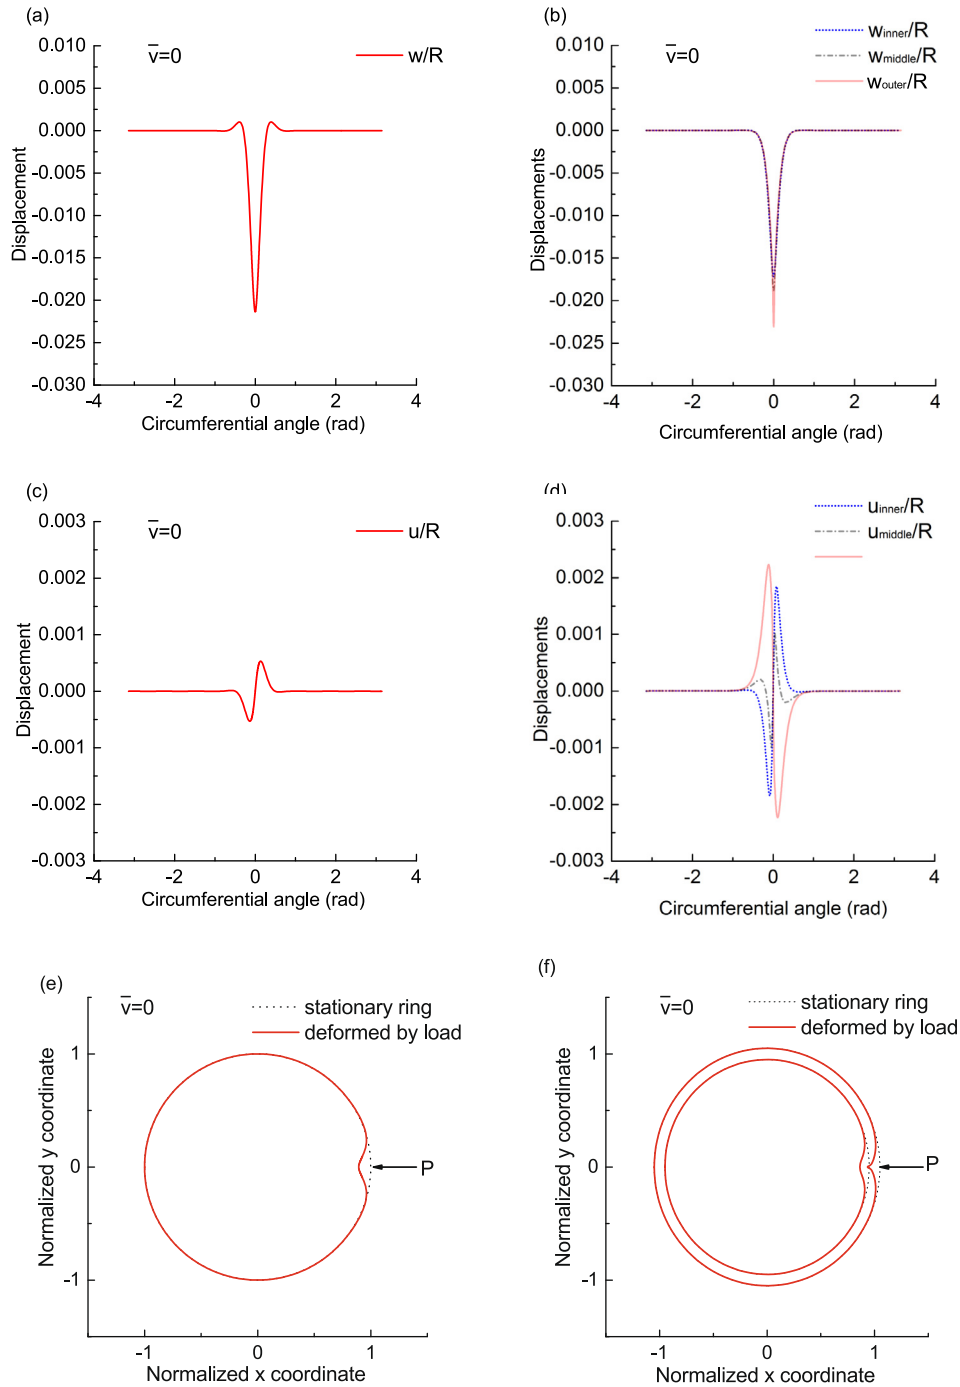 (a)
v̅=0
w/R
0.010
0.005
0.000
-0.005
-0.010
-0.015
-0.020
-0.025
-0.030
Displacement
-4
-2
0
2
4
Circumferential angle (rad)
(b)
v̅=0
winner/R
wmiddle/R
wouter/R
0.010
0.005
0.000
-0.005
-0.010
-0.015
-0.020
-0.025
-0.030
Displacements
-4
-2
0
2
4
Circumferential angle (rad)
(c)
v̅=0
u/R
0.003
0.002
0.001
0.000
-0.001
-0.002
-0.003
Displacement
-4
-2
0
2
4
Circumferential angle (rad)
(d)
uinner/R
umiddle/R
0.003
0.002
0.001
0.000
-0.001
-0.002
-0.003
Displacements
-4
-2
0
2
4
Circumferential angle (rad)
(e)
v̅=0
stationary ring
deformed by load
1
0
-1
Normalized y coordinate
P
-1
0
1
Normalized x coordinate
(f)
v̅=0
stationary ring
deformed by load
1
0
-1
Normalized y coordinate
P
-1
0
1
Normalized x coordinate